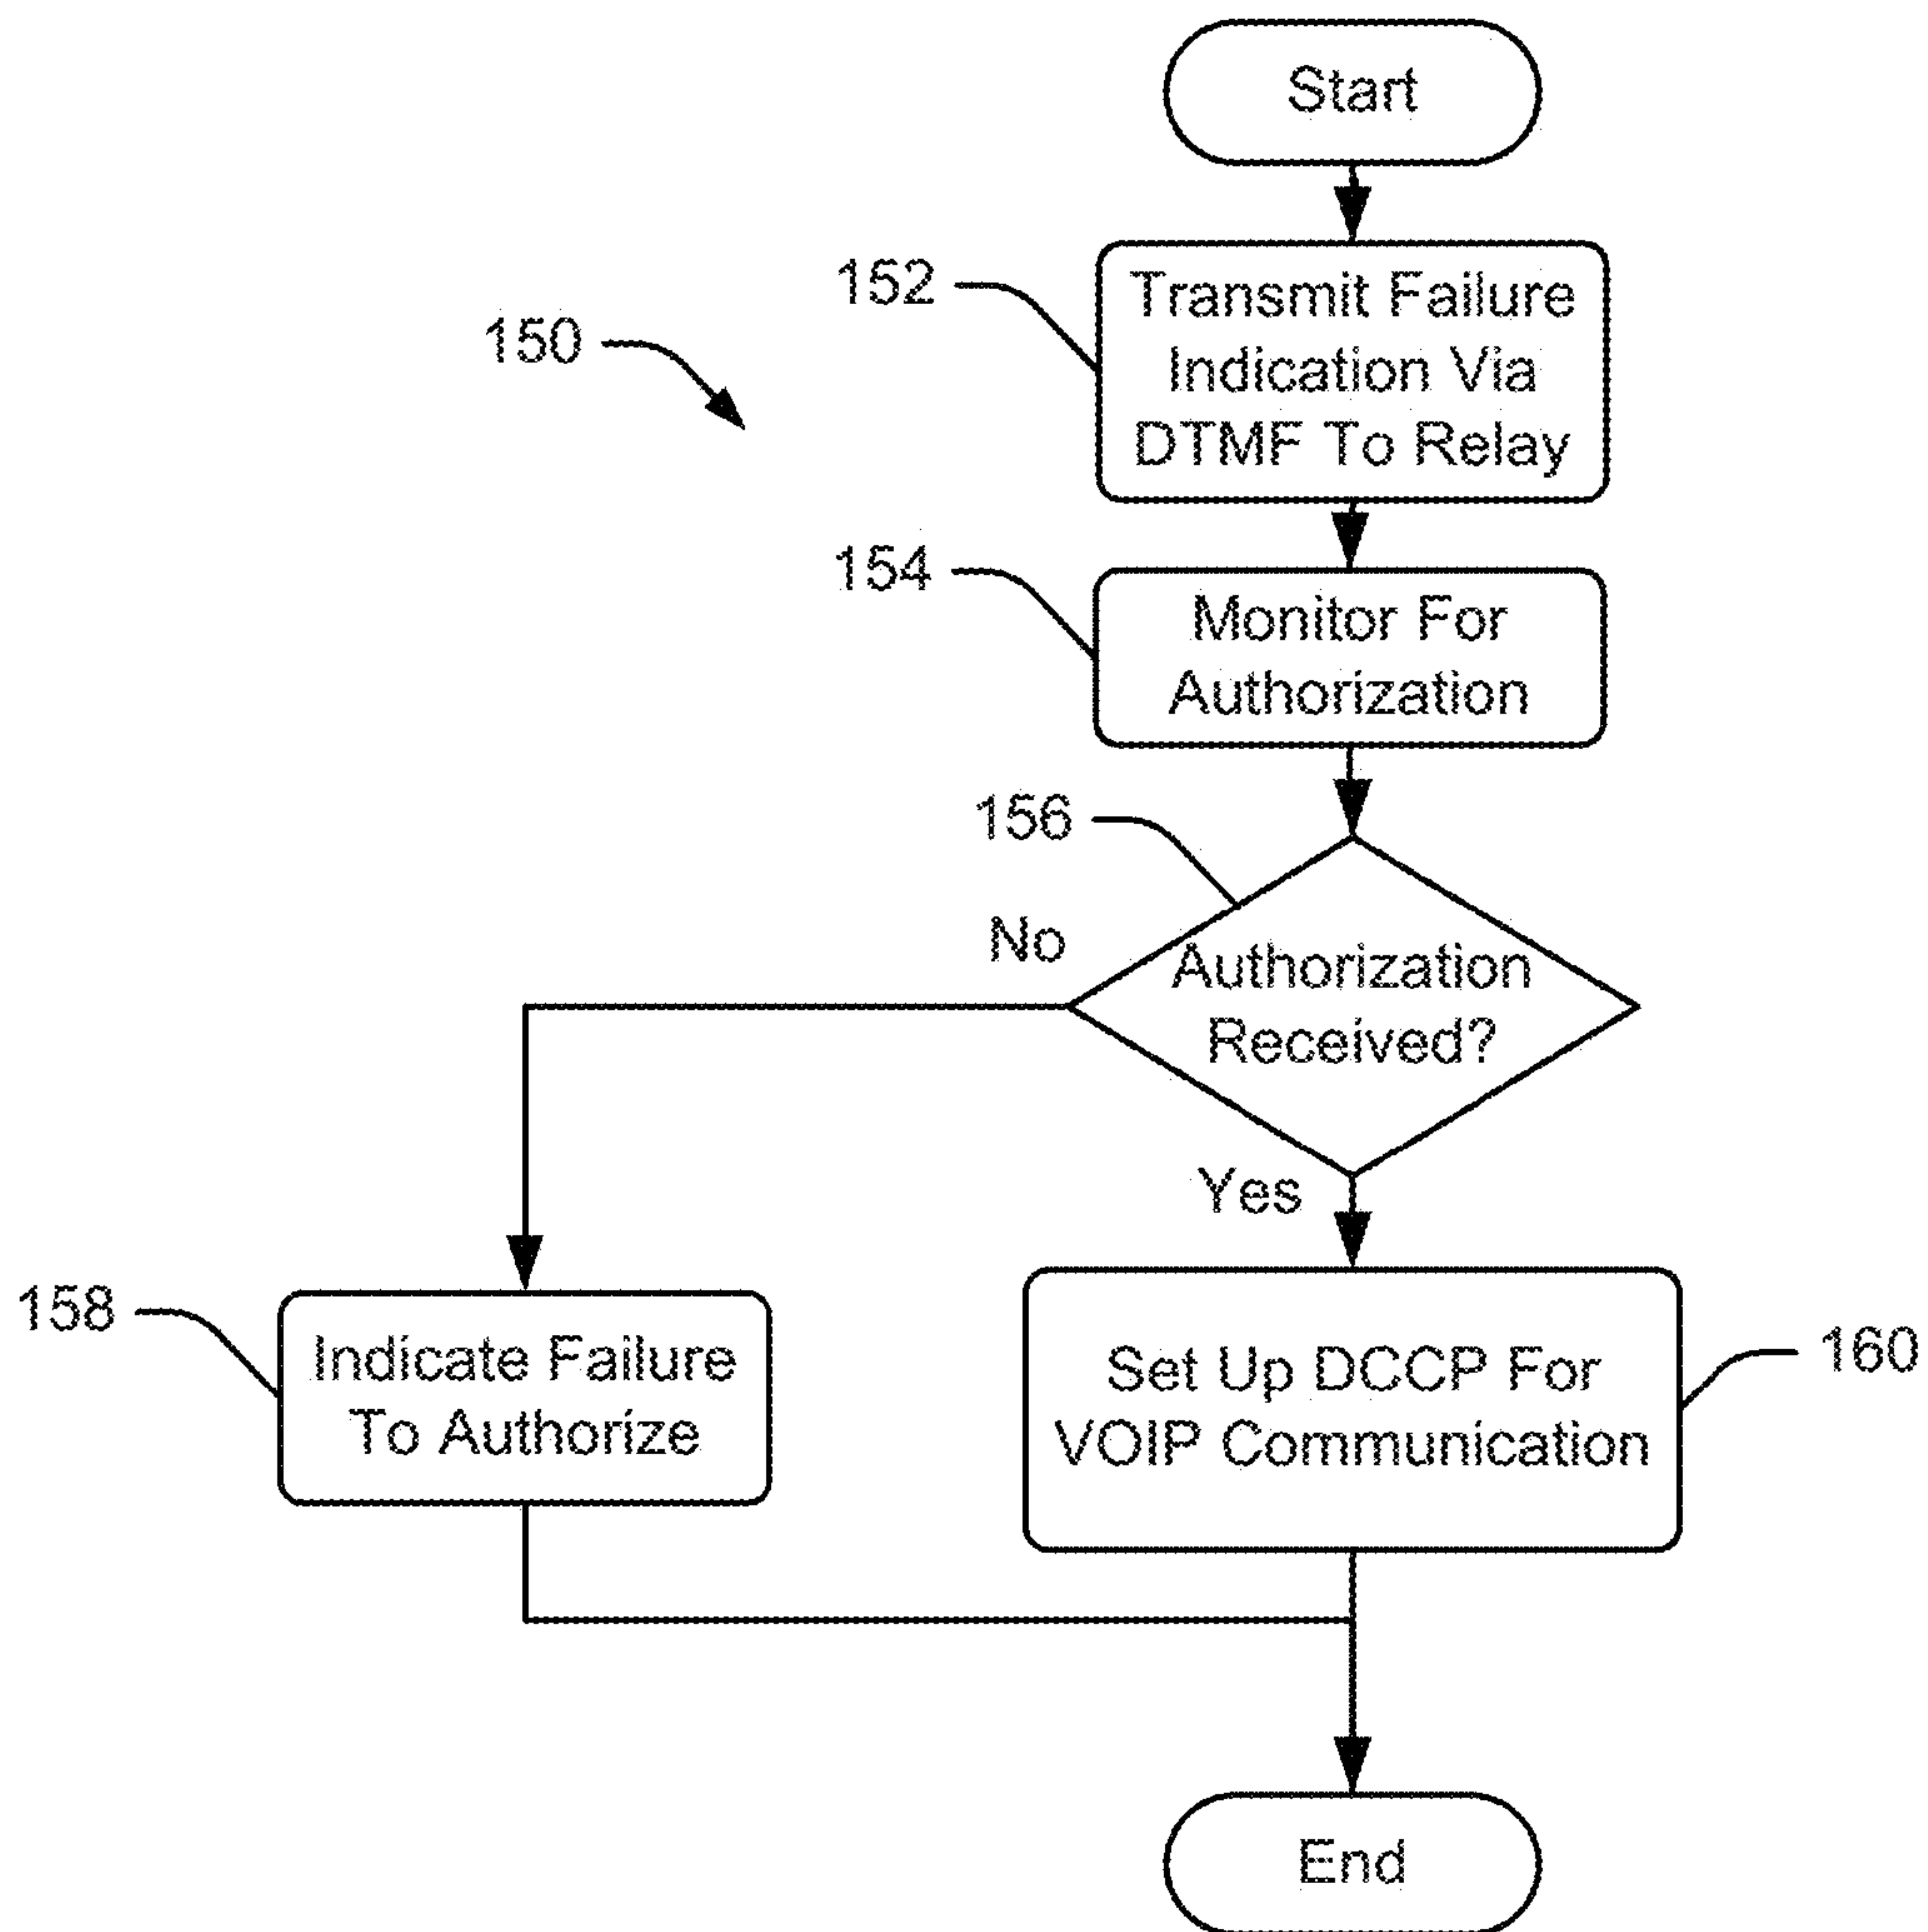 Start
152
Transmit Failure
Indication Via
DTMF To Relay
150
154
Monitor For
Authorization
156
No
Authorization
Received?
Yes
158
Indicate Failure
To Authorize
Set Up DCCP For
VOIP Communication
160
End